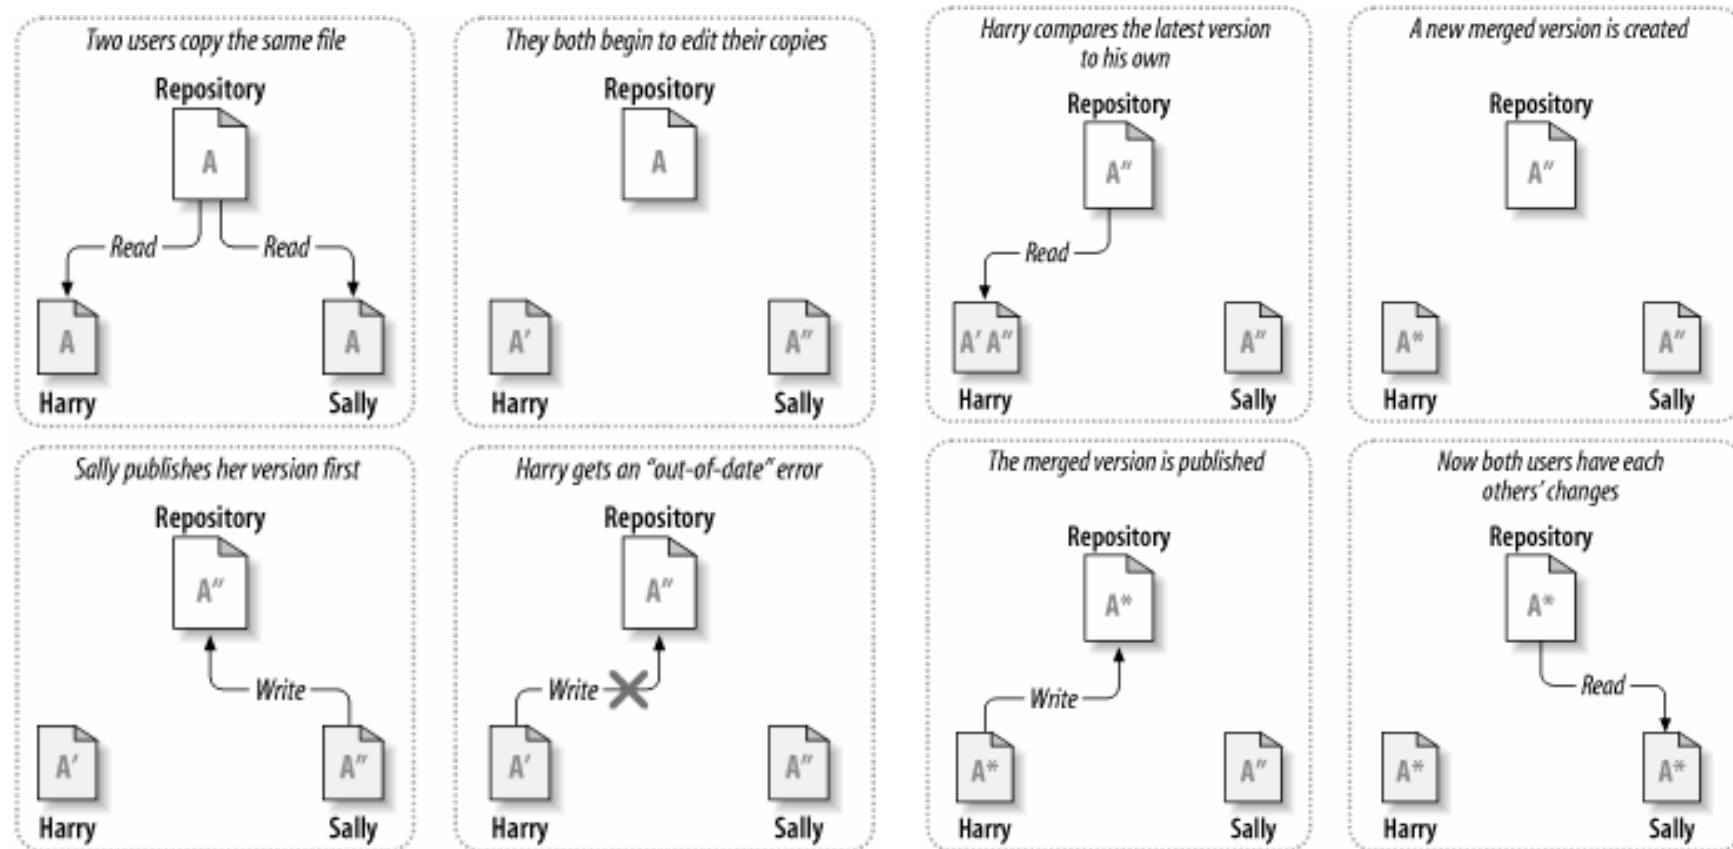 Two users copy the same file
Repository
A
Read
Read
A
A
Harry
Sally
They both begin to edit their copies
Repository
A
A′
A″
Harry
Sally
Sally publishes her version first
Repository
A″
Write
A′
A″
Harry
Sally
Harry gets an “out-of-date” error
Repository
A″
Write
A′
A″
Harry
Sally
Harry compares the latest version
to his own
Repository
A″
Read
A′ A″
A″
Harry
Sally
A new merged version is created
Repository
A″
A*
A″
Harry
Sally
The merged version is published
Repository
A*
Write
A*
A″
Harry
Sally
Now both users have each
others’ changes
Repository
A*
Read
A*
A*
Harry
Sally